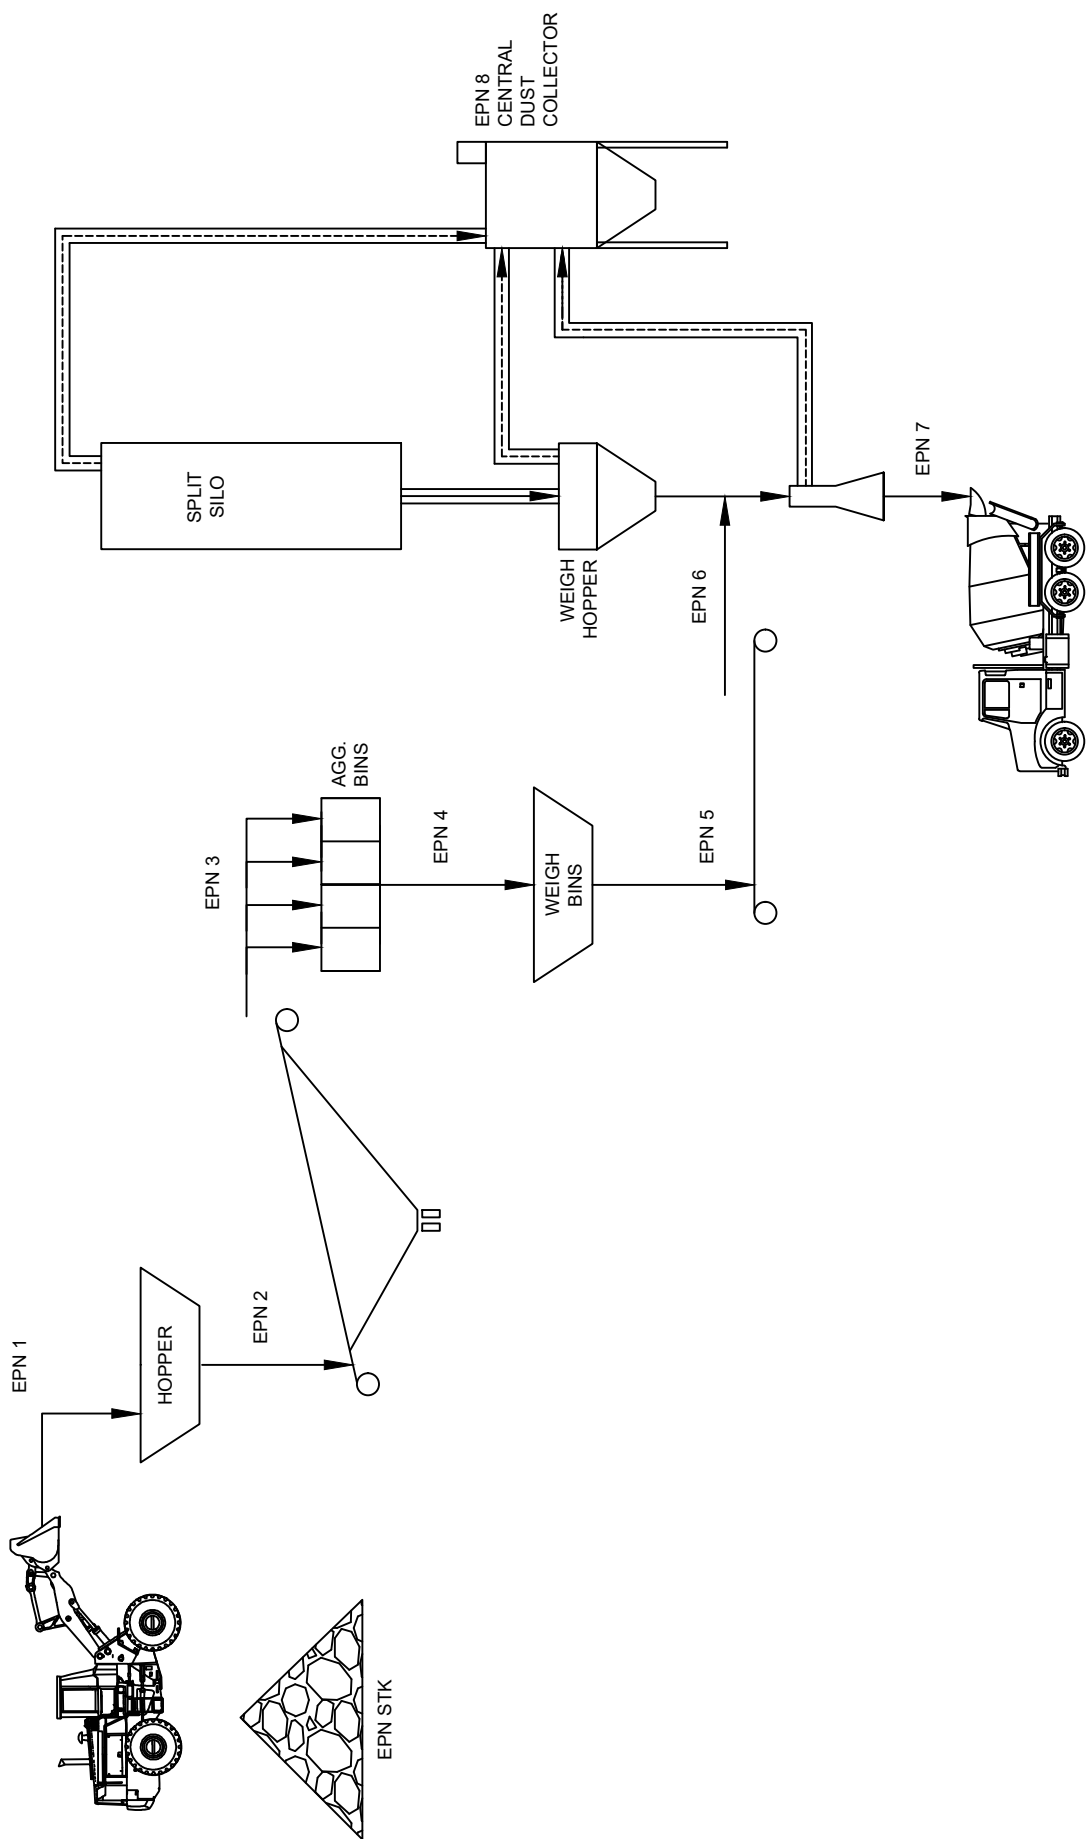 EPN 1
HOPPER
EPN 2
EPN STK
EPN 3
AGG.
BINS
EPN 4
WEIGH
BINS
EPN 5
SPLIT
SILO
WEIGH
HOPPER
EPN 6
EPN 7
EPN 8
CENTRAL
DUST
COLLECTOR